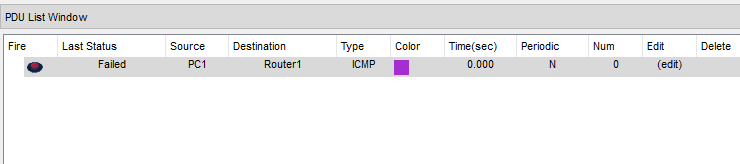 PDU List Window
Fire Last Status Source Destination Type Color Time(sec) Periodic Num Edit Delete
Failed PC1 Router1 ICMP 0.000 N 0 (edit)